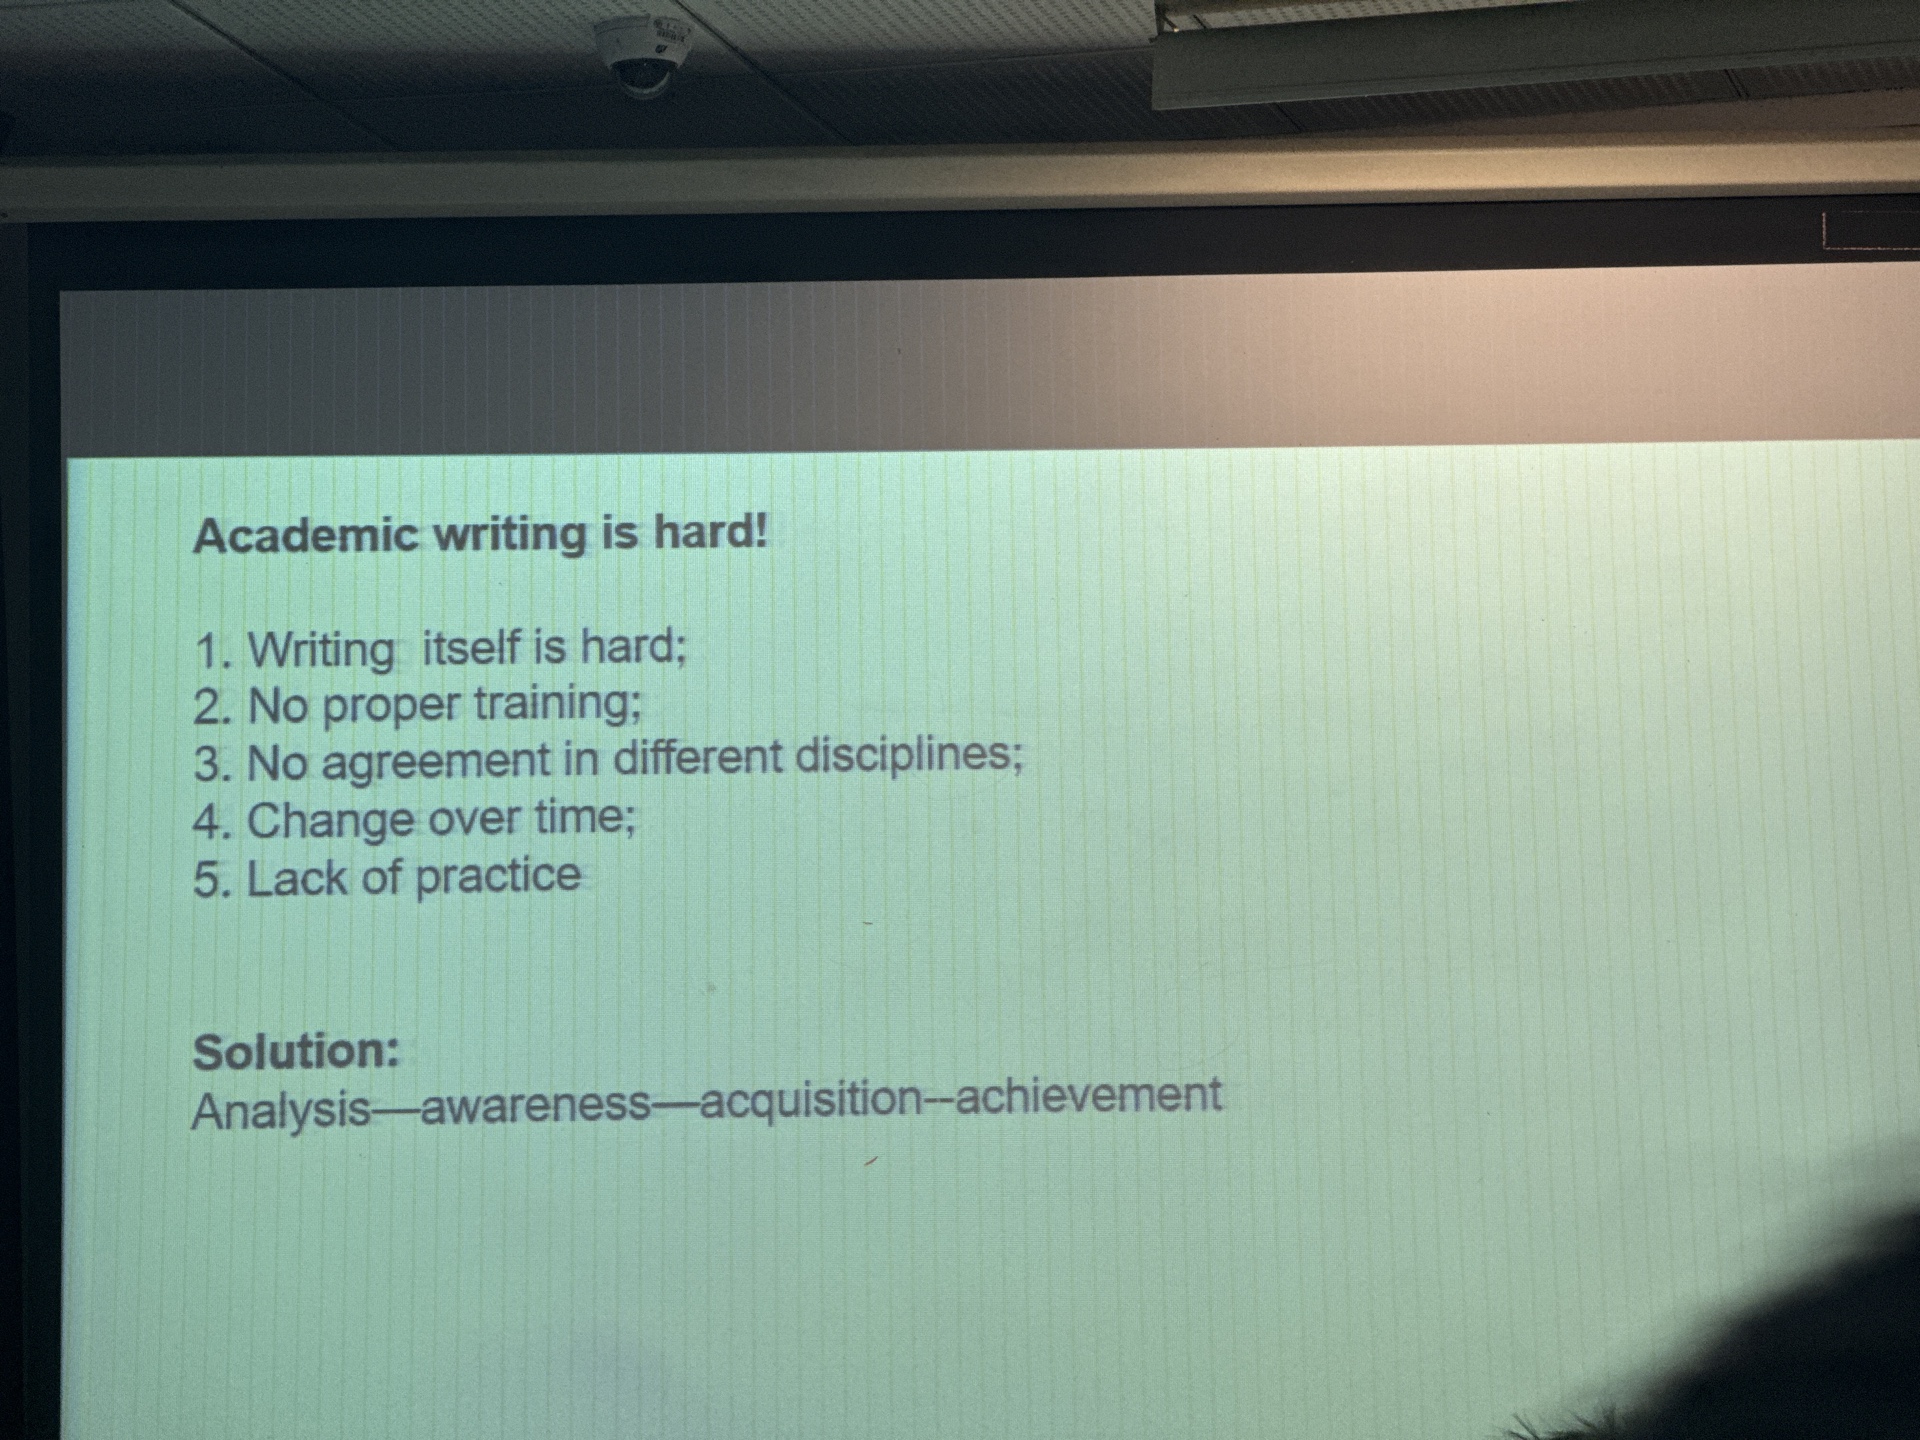 Academic writing is hard!
1. Writing  itself is hard;
2. No proper training;
3. No agreement in different disciplines;
4. Change over time;
5. Lack of practice
Solution:
Analysis—awareness—acquisition--achievement